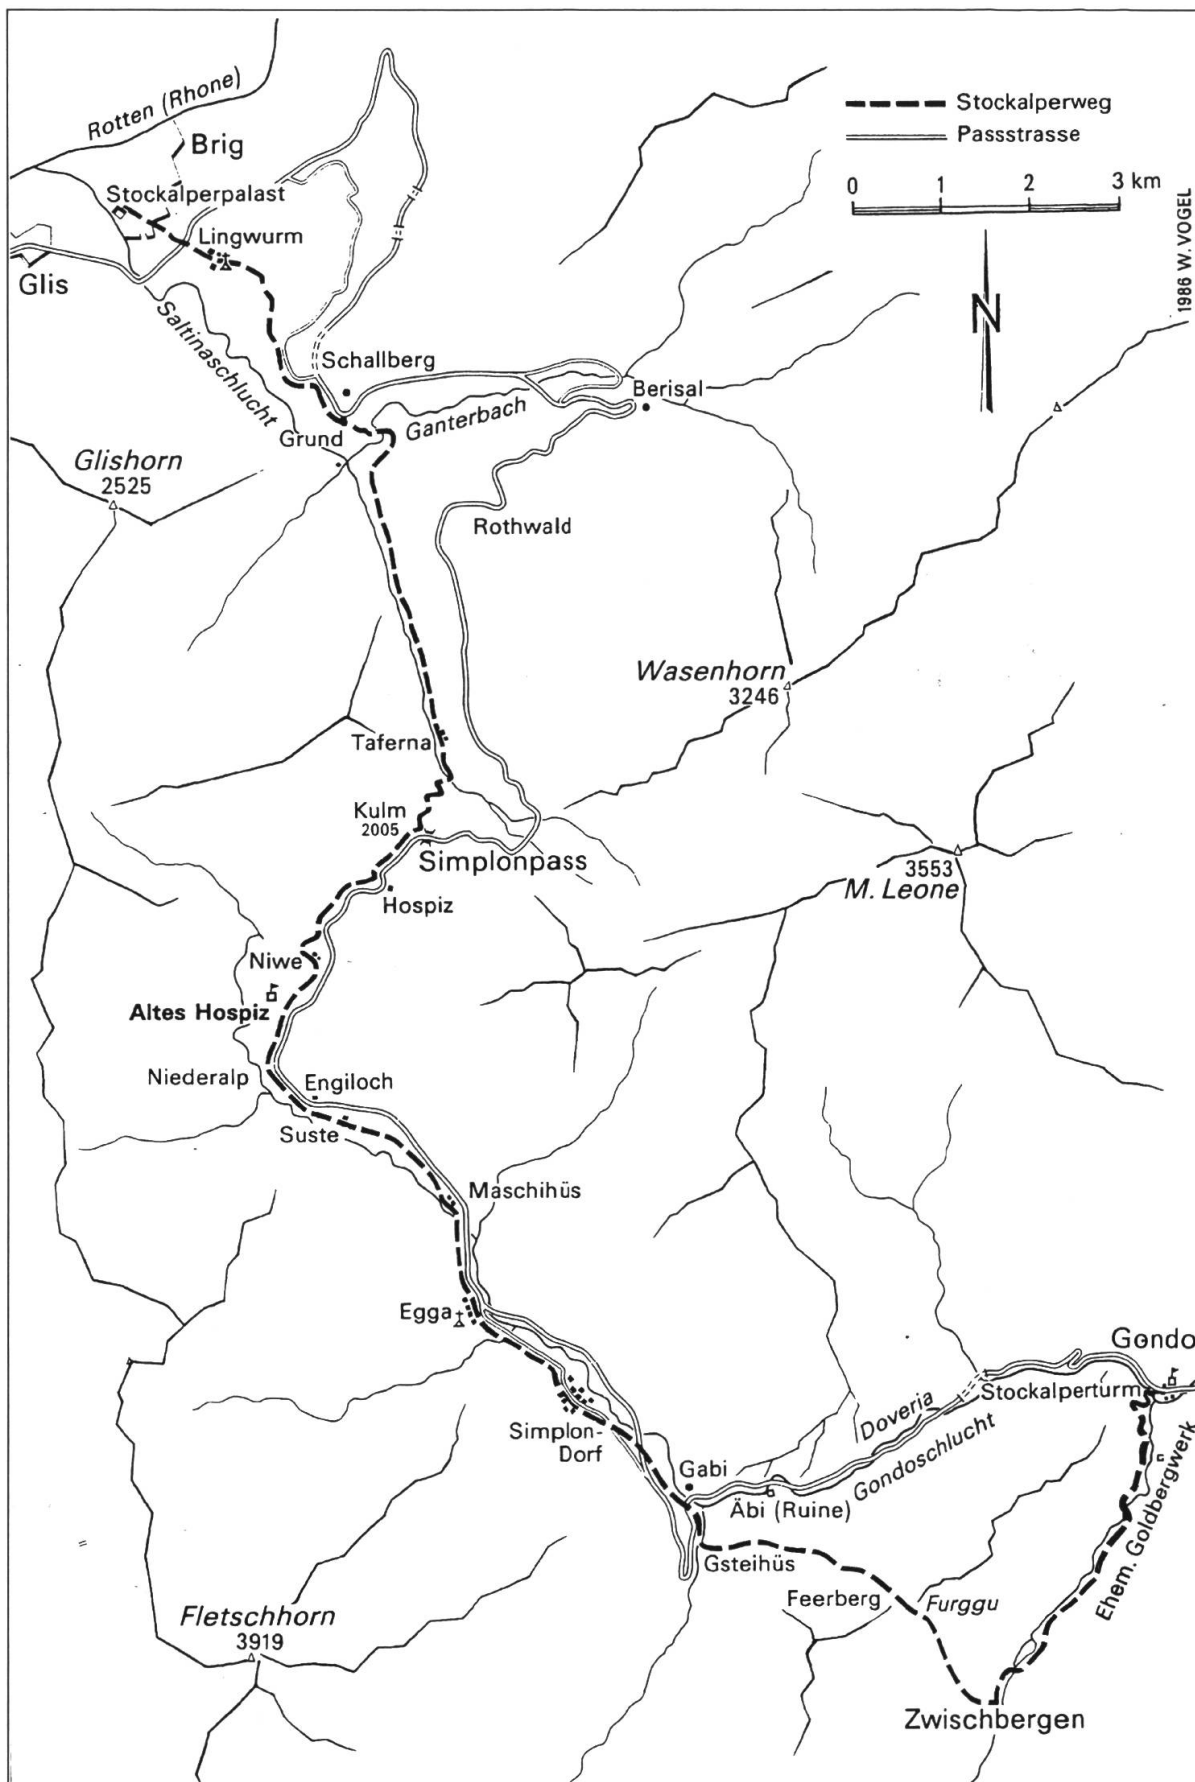 Rotten (Rhone)
Brig
Stockalperweg
Passstrasse
0 1 2 3 km
Stockalperpalast
Lingwurm
Glis
1986 W. VOGEL
N
Saltinaschlucht
Schallberg
Berisal
Ganterbach
Grund
Glishorn
2525
Rothwald
Wasenhorn
3246
Taferna
Kulm
2005
Simplonpass
3553
M. Leone
Hospiz
Niwe
Altes Hospiz
Niederalp
Engiloch
Suste
Maschihüs
Egga
Gondo
Stockalperturm
Doveria
Gondoschlucht
Simplon-
Dorf
Gabi
Äbi (Ruine)
Ehem. Goldbergwerk
Gsteihüs
Feerberg
Furggu
Fletschhorn
3919
Zwischbergen